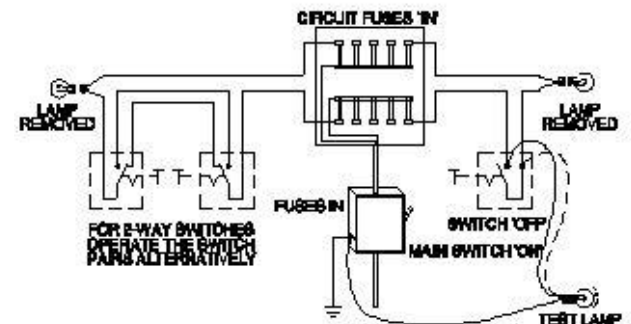 CIRCUIT FUSES 'IN'
LAMP
REMOVED
LAMP
REMOVED
FUSES IN
FOR 2-WAY SWITCHES
OPERATE THE SWITCH
PAIRS ALTERNATIVELY
SWITCH 'OFF'
MAIN SWITCH 'ON'
TEST LAMP